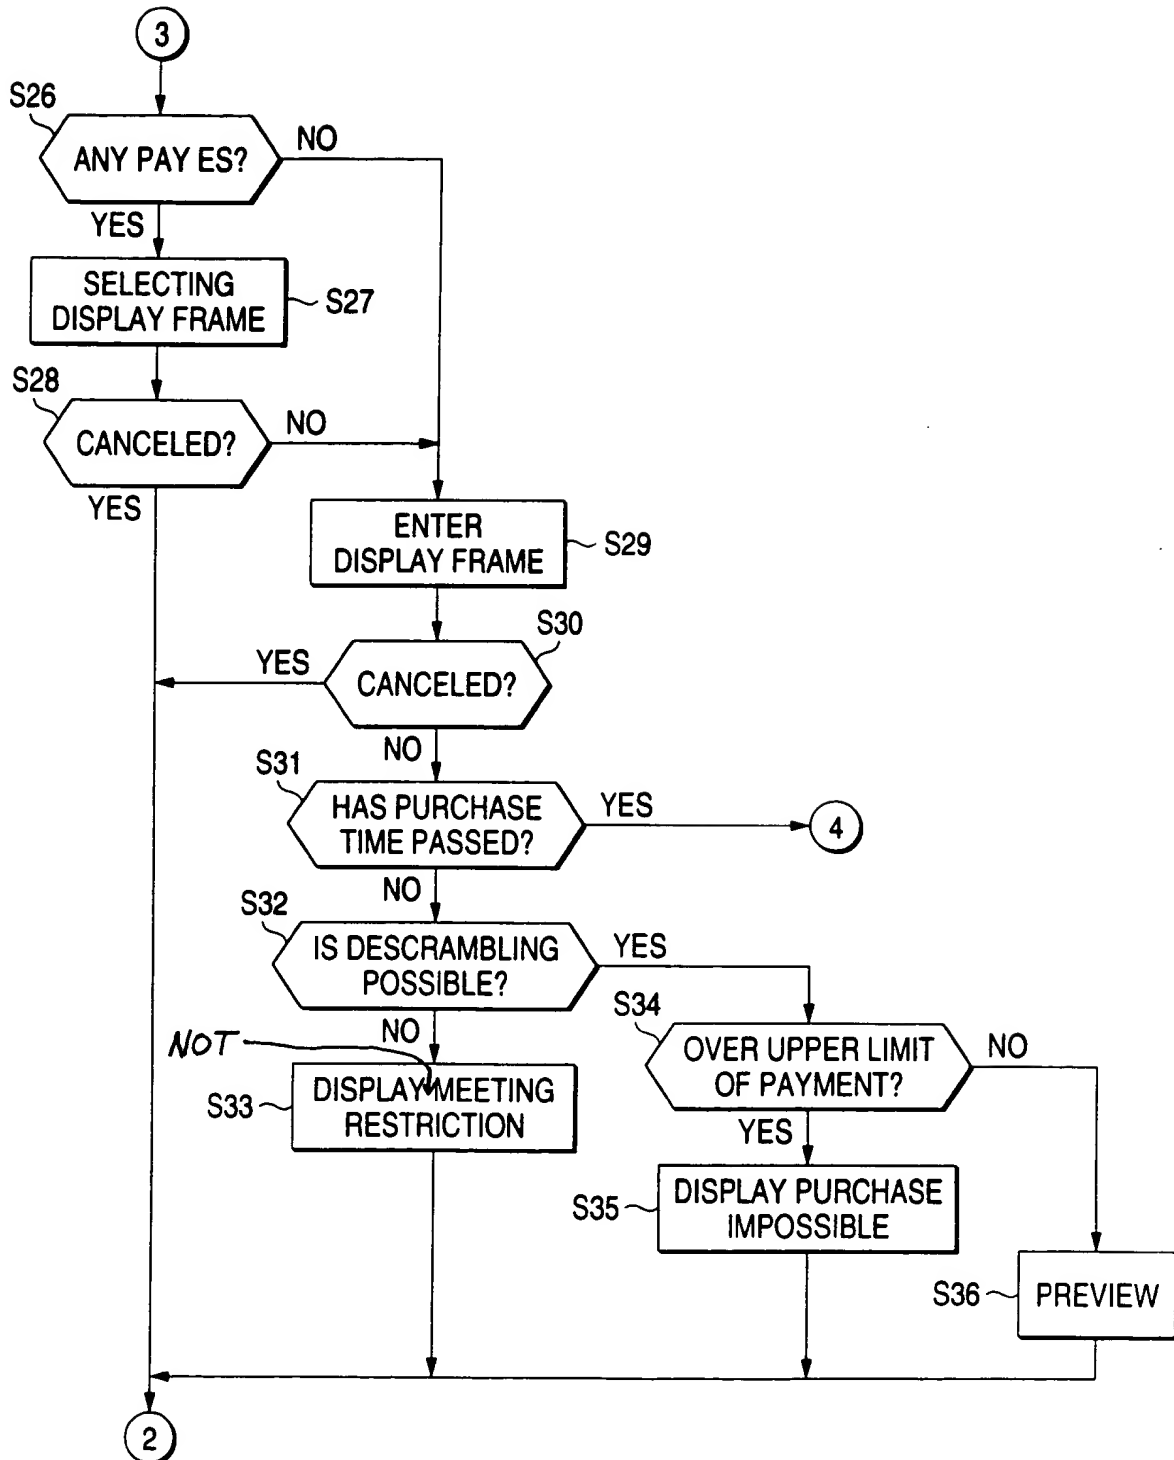 3
S26
ANY PAY ES?
NO
YES
SELECTING
DISPLAY FRAME
S27
S28
CANCELED?
NO
YES
ENTER
DISPLAY FRAME
S29
S30
YES
CANCELED?
NO
S31
HAS PURCHASE
TIME PASSED?
YES
4
NO
S32
IS DESCRAMBLING
POSSIBLE?
YES
NO
NOT
S33
DISPLAY MEETING
RESTRICTION
S34
OVER UPPER LIMIT
OF PAYMENT?
NO
YES
S35
DISPLAY PURCHASE
IMPOSSIBLE
S36
PREVIEW
2